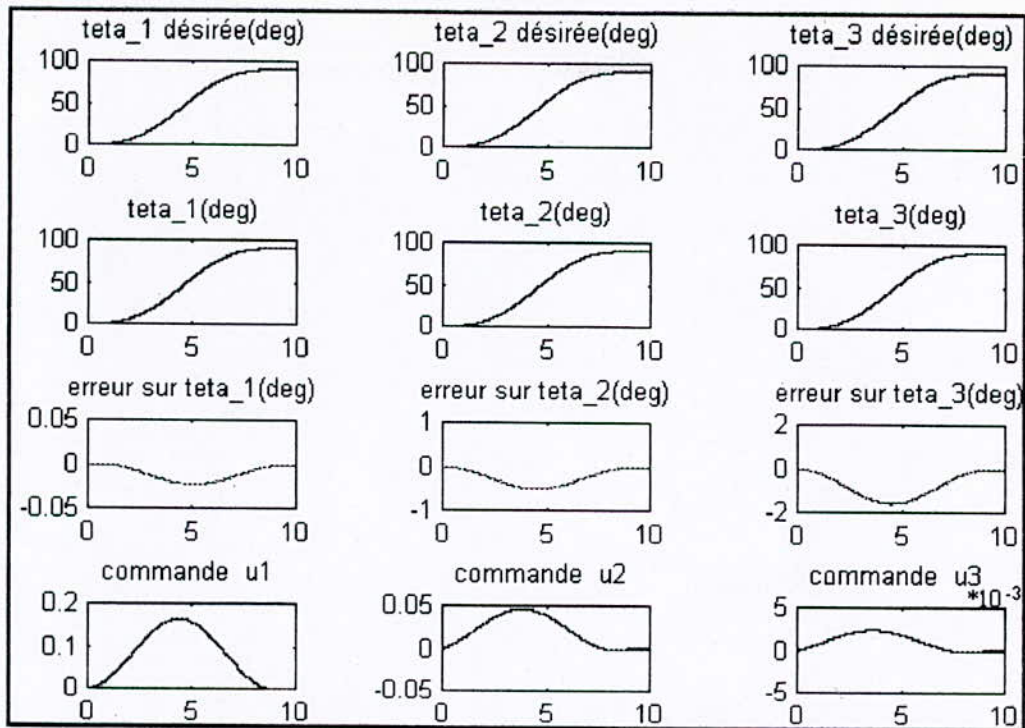 teta_1 désirée(deg) teta_2 désirée(deg) teta_3 désirée(deg)
100 100 100
50 50 50
0 0 0
0 5 10 0 5 10 0 5 10
teta_1(deg) teta_2(deg) teta_3(deg)
100 100 100
50 50 50
0 0 0
0 5 10 0 5 10 0 5 10
erreur sur teta_1(deg) erreur sur teta_2(deg) erreur sur teta_3(deg)
0.05 1 2
0 0 0
-0.05 -1 -2
0 5 10 0 5 10 0 5 10
commande u1 commande u2 commande u3
*10-3
0.2 0.05 5
0.1 0 0
0 -0.05 -5
0 5 10 0 5 10 0 5 10